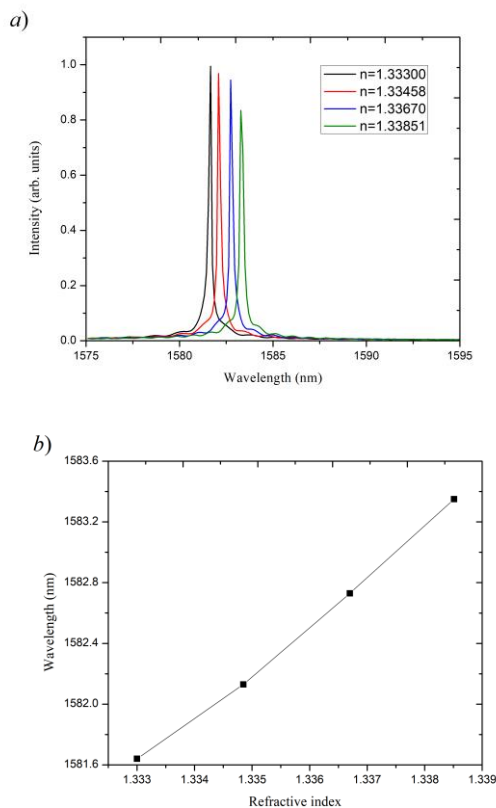 a)
1.0
0.8
0.6
0.4
0.2
0.0
Intensity (arb. units)
n=1.33300
n=1.33458
n=1.33670
n=1.33851
1575 1580 1585 1590 1595
Wavelength (nm)
b)
1583.6
1583.2
1582.8
1582.4
1582.0
1581.6
Wavelength (nm)
1.333 1.334 1.335 1.336 1.337 1.338 1.339
Refractive index